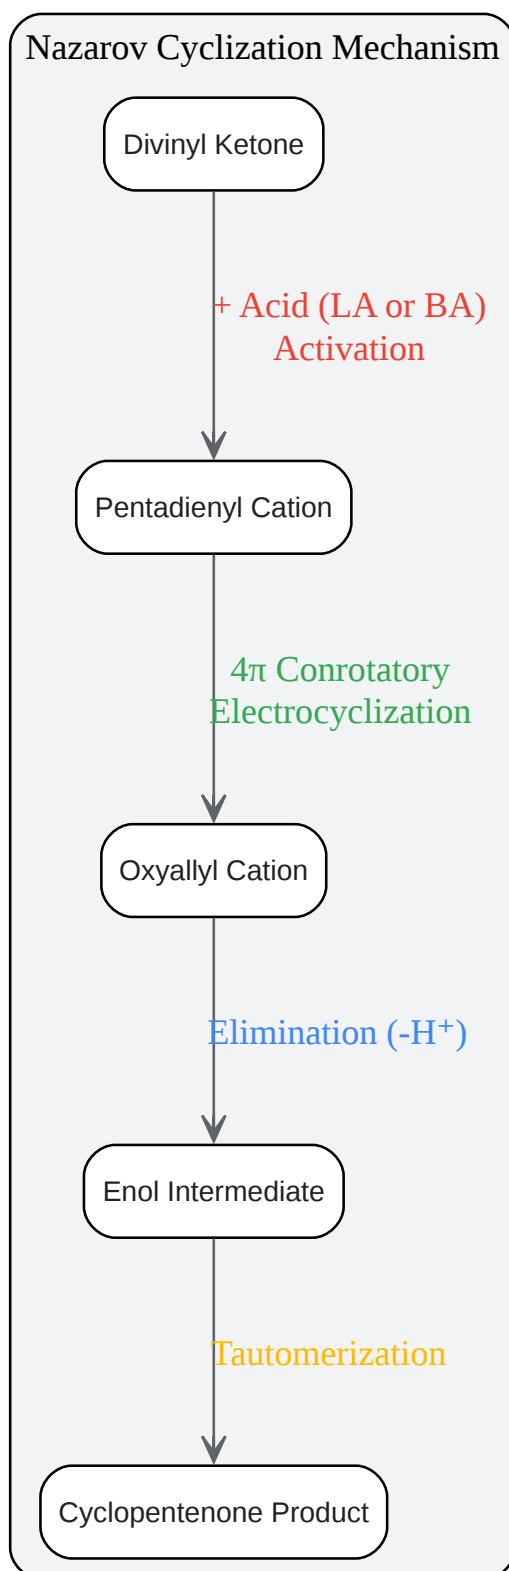 Nazarov Cyclization Mechanism
Divinyl Ketone
+ Acid (LA or BA)
Activation
Pentadienyl Cation
4π Conrotatory
Electrocyclization
Oxyallyl Cation
Elimination (-H⁺)
Enol Intermediate
Tautomerization
Cyclopentenone Product